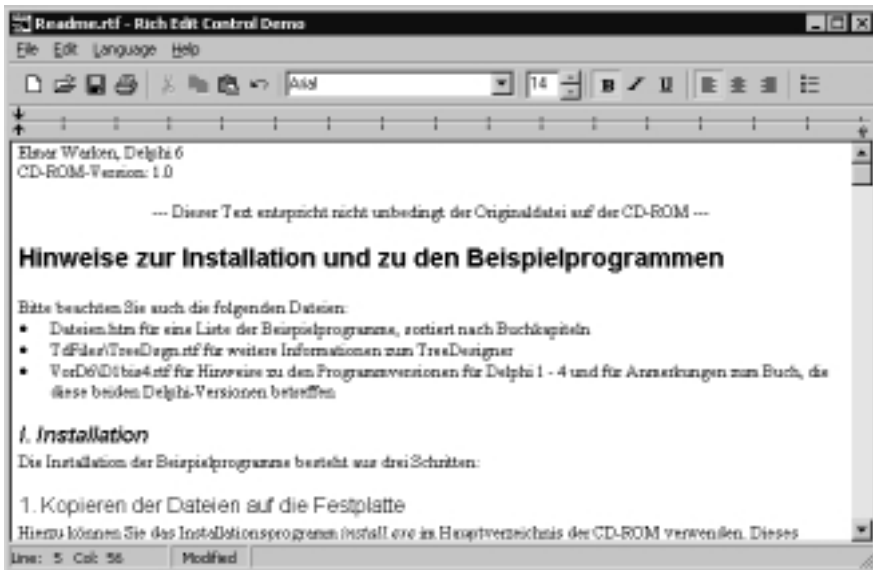 Readme.rtf - Rich Edit Control Demo
File Edit Language Help
Arial 14 B I U
Elmar Warken, Delphi 6
CD-ROM-Version: 1.0
--- Dieser Text entspricht nicht unbedingt der Originaldatei auf der CD-ROM ---
Hinweise zur Installation und zu den Beispielprogrammen
Bitte beachten Sie auch die folgenden Dateien:
• Dateien.htm für eine Liste der Beispielprogramme, sortiert nach Buchkapiteln
• TdFiles\TreeDsgn.rtf für weitere Informationen zum TreeDesigner
• VorD6\D1bis4.rtf für Hinweise zu den Programmversionen für Delphi 1 - 4 und für Anmerkungen zum Buch, die
diese beiden Delphi-Versionen betreffen
I. Installation
Die Installation der Beispielprogramme besteht aus drei Schritten:
1. Kopieren der Dateien auf die Festplatte
Hierzu können Sie das Installationsprogramm install.exe im Hauptverzeichnis der CD-ROM verwenden. Dieses
Line: 5 Col: 56 Modified